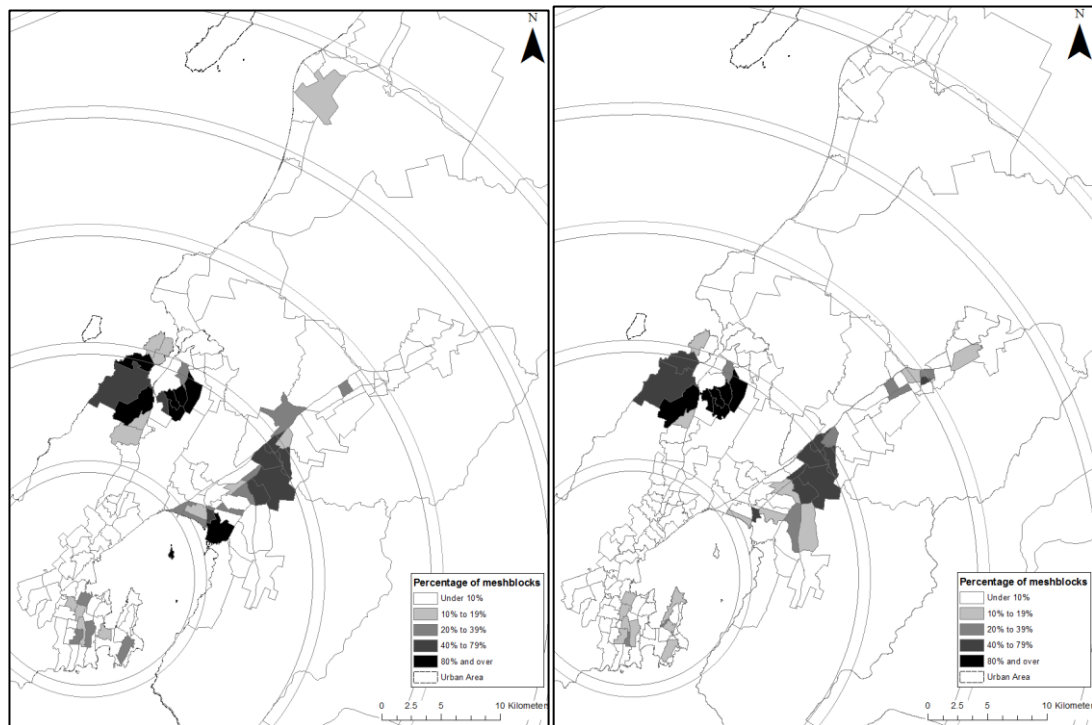 N
Percentage of meshblocks
Under 10%
10% to 19%
20% to 39%
40% to 79%
80% and over
Urban Area
0 2.5 5 10 Kilometers
N
Percentage of meshblocks
Under 10%
10% to 19%
20% to 39%
40% to 79%
80% and over
Urban Area
0 2.5 5 10 Kilometers